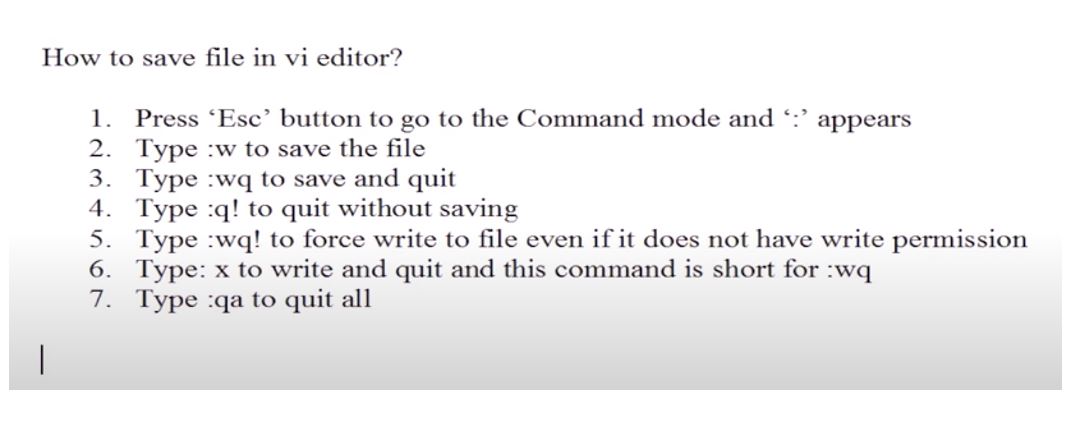 How to save file in vi editor?
1. Press ‘Esc’ button to go to the Command mode and ‘:’ appears
2. Type :w to save the file
3. Type :wq to save and quit
4. Type :q! to quit without saving
5. Type :wq! to force write to file even if it does not have write permission
6. Type: x to write and quit and this command is short for :wq
7. Type :qa to quit all